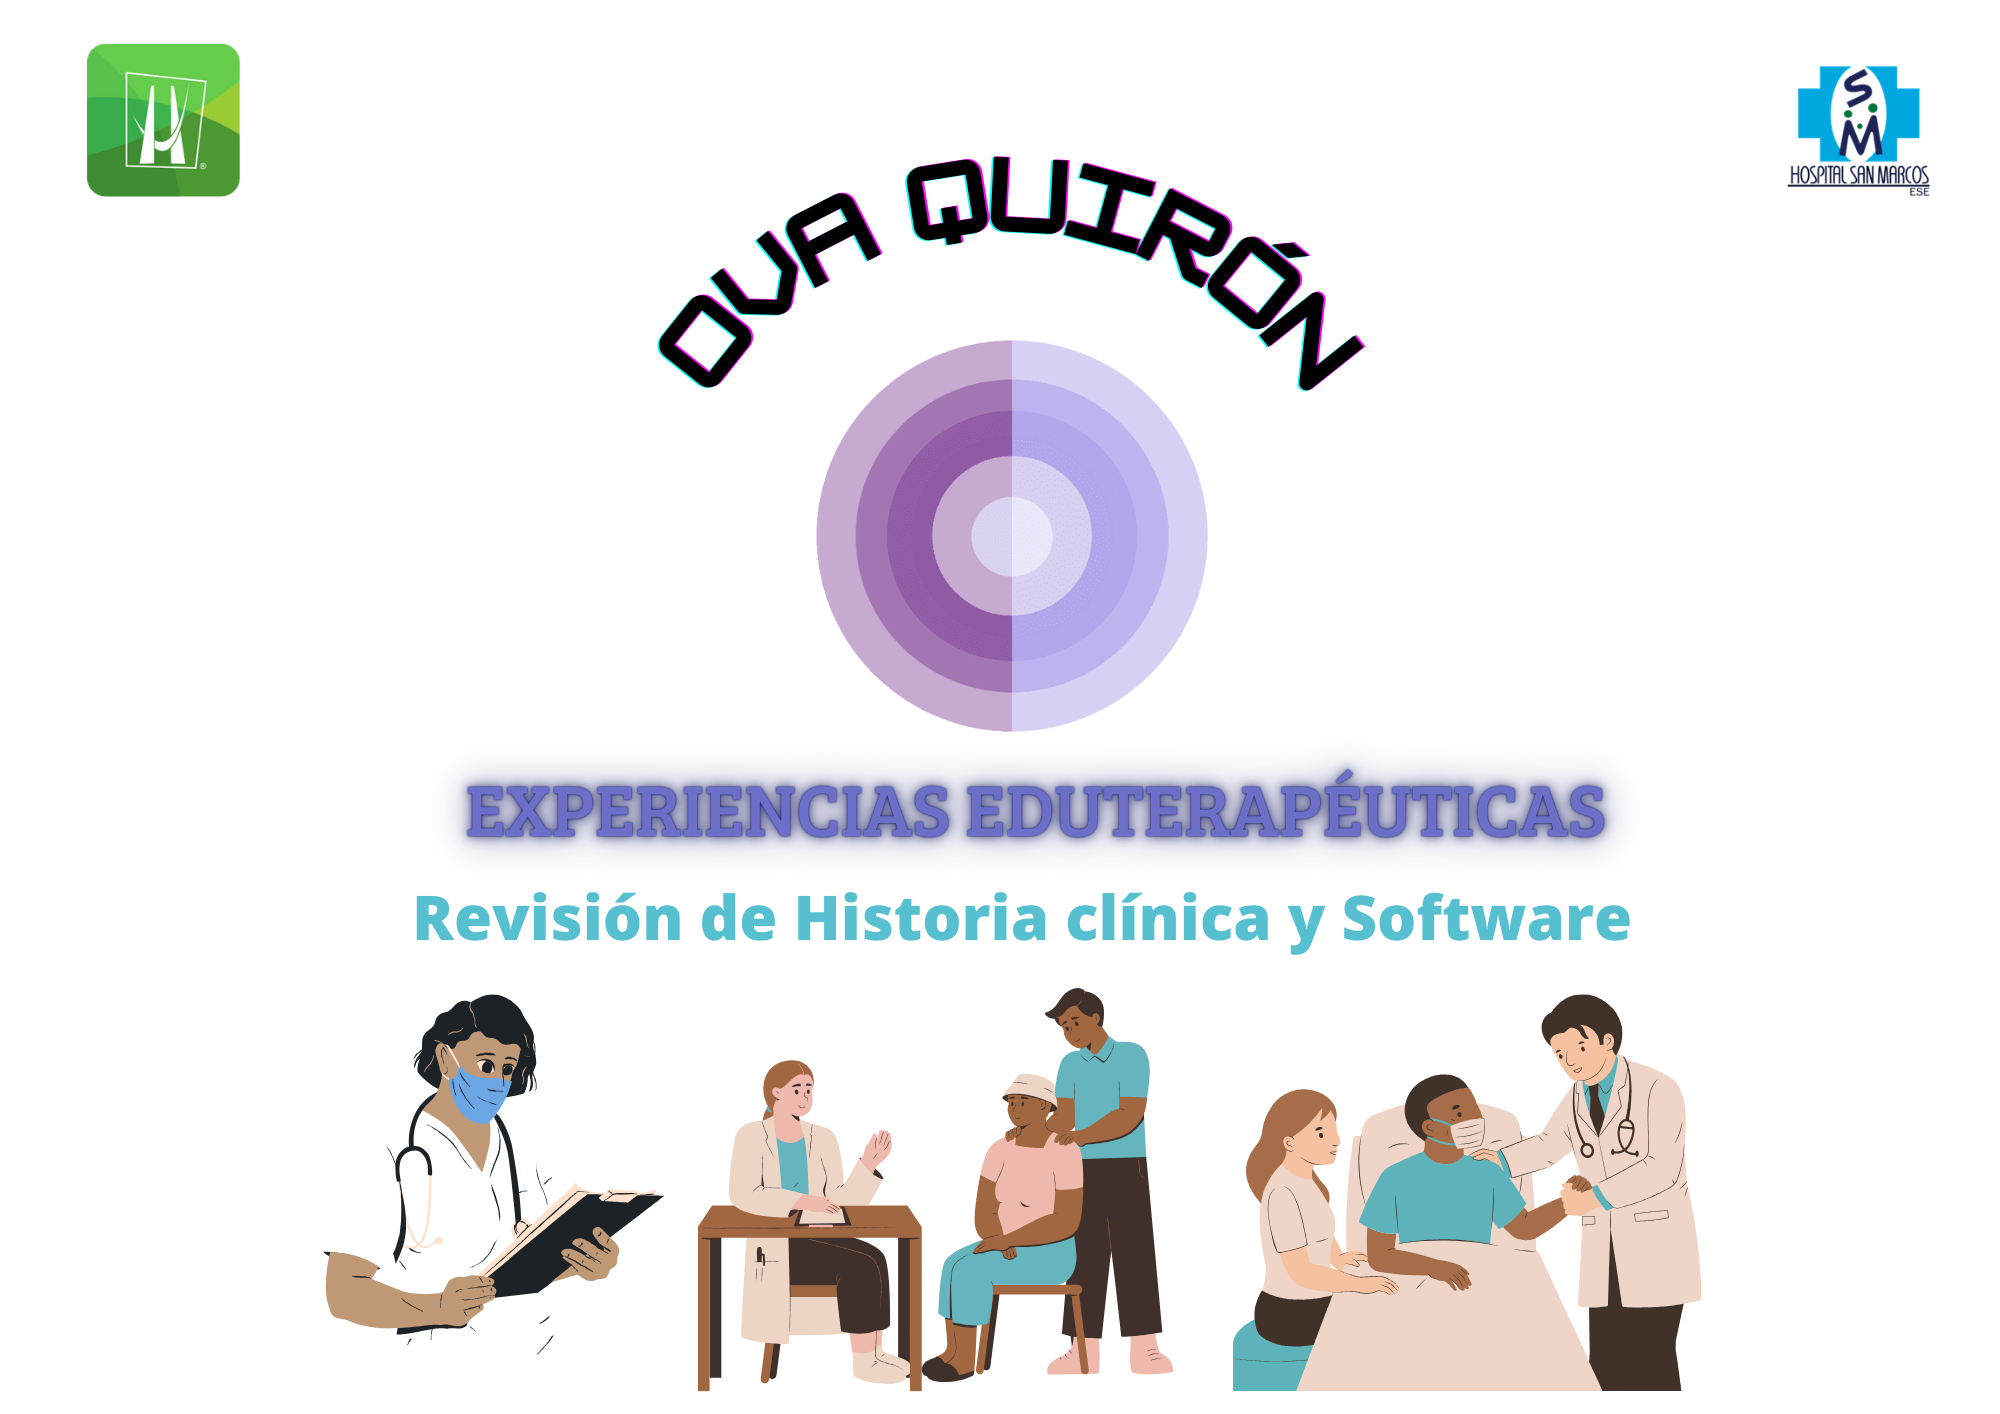 SM
HOSPITAL SAN MARCOS
ESE
OVA QUIRÓN
EXPERIENCIAS EDUTERAPÉUTICAS
Revisión de Historia clínica y Software